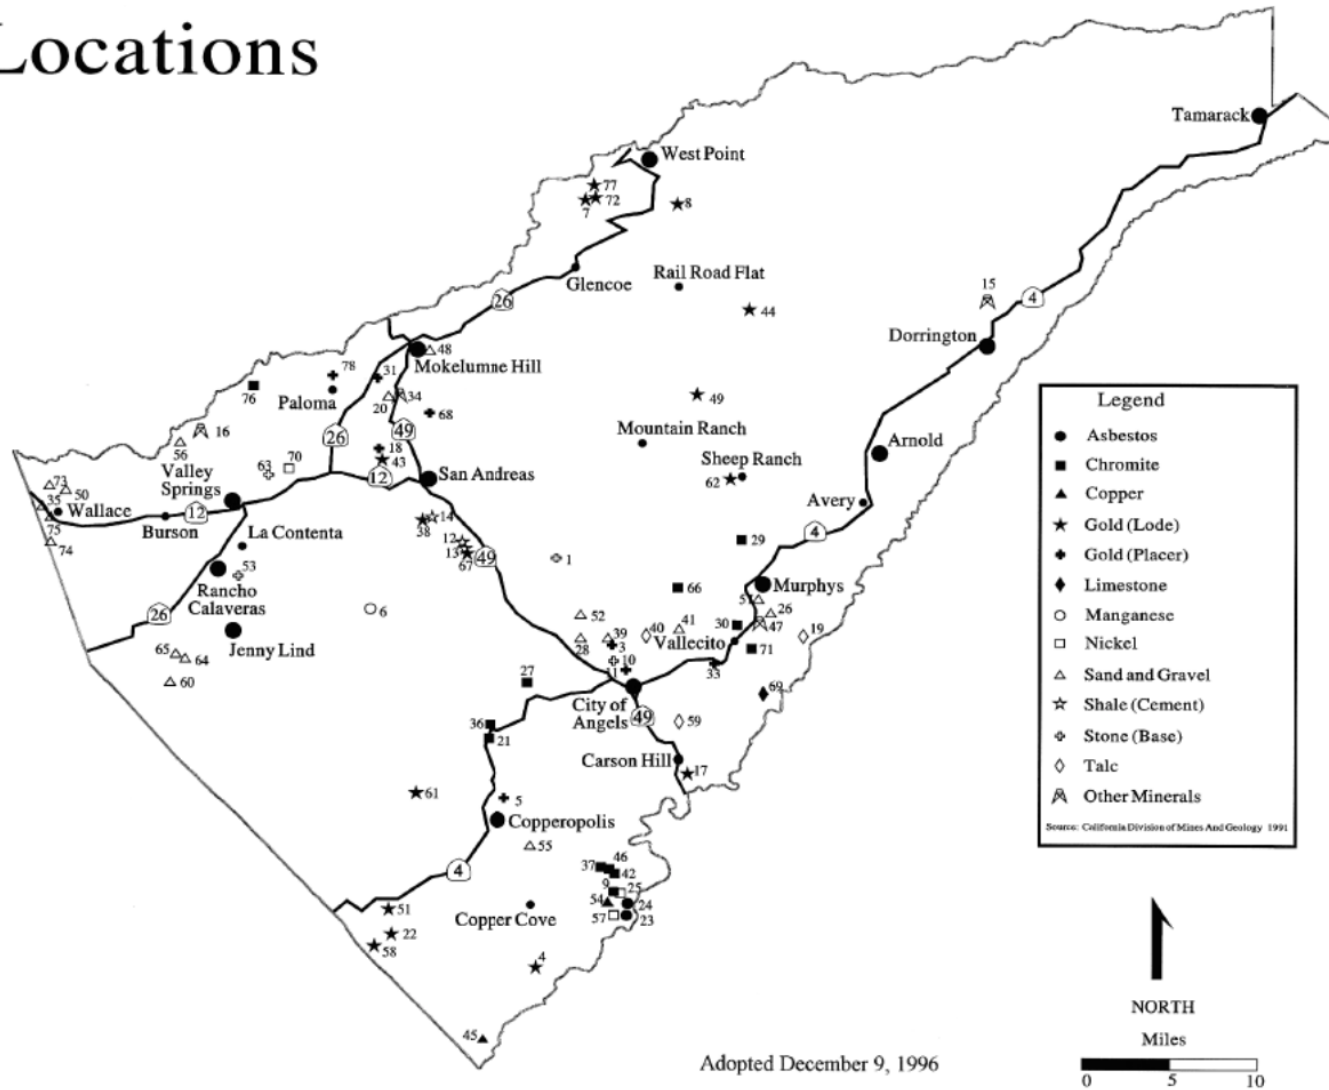 Locations
Tamarack
West Point
77
72
7
8
Glencoe
Rail Road Flat
26
44
15
4
Dorrington
48
Mokelumne Hill
78
31
76
Paloma
20
34
68
49
Mountain Ranch
Arnold
16
56
26
49
18
43
Valley
Springs
63
70
12
San Andreas
Sheep Ranch
62
73
50
35
Wallace
75
74
Burson
12
La Contenta
Avery
38
14
12
13
67
49
1
29
4
53
Rancho
Calaveras
26
6
66
Murphys
57
26
47
52
28
39
3
40
41
30
Vallecito
71
19
Jenny Lind
65
64
60
11
10
33
27
City of
Angels
49
59
69
36
21
Carson Hill
17
61
5
Copperopolis
55
4
37
46
42
9
25
54
24
57
23
51
Copper Cove
22
58
4
45
Legend
Asbestos
Chromite
Copper
Gold (Lode)
Gold (Placer)
Limestone
Manganese
Nickel
Sand and Gravel
Shale (Cement)
Stone (Base)
Talc
Other Minerals
Source: California Division of Mines And Geology 1991
NORTH
Miles
0 5 10
Adopted December 9, 1996